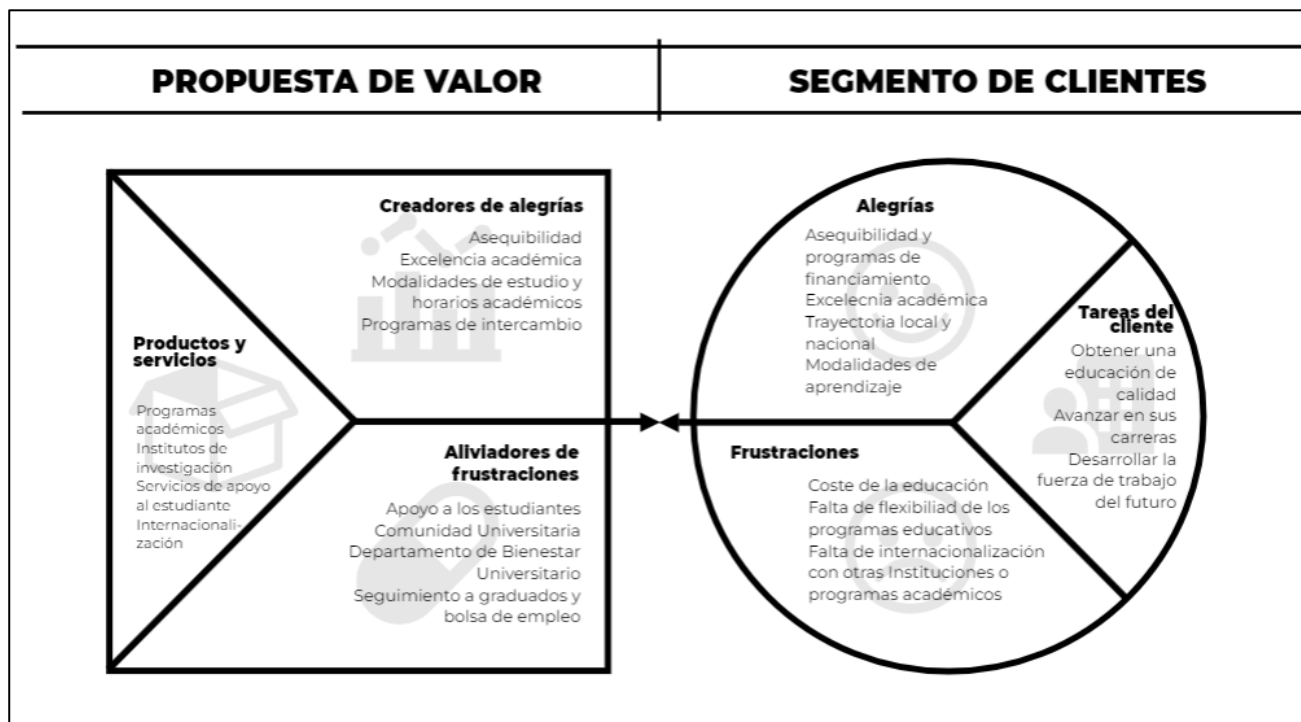 PROPUESTA DE VALOR
SEGMENTO DE CLIENTES
Creadores de alegrías
Asequibilidad
Excelencia académica
Modalidades de estudio y
horarios académicos
Programas de intercambio
Productos y
servicios
Programas
académicos
Institutos de
investigación
Servicios de apoyo
al estudiante
Internacionali-
zación
Aliviadores de
frustraciones
Apoyo a los estudiantes
Comunidad Universitaria
Departamento de Bienestar
Universitario
Seguimiento a graduados y
bolsa de empleo
Alegrías
Asequibilidad y
programas de
financiamiento
Excelecnia académica
Trayectoria local y
nacional
Modalidades de
aprendizaje
Tareas del
cliente
Obtener una
educación de
calidad
Avanzar en sus
carreras
Desarrollar la
fuerza de trabajo
del futuro
Frustraciones
Coste de la educación
Falta de flexibiliad de los
programas educativos
Falta de internacionalización
con otras Instituciones o
programas académicos